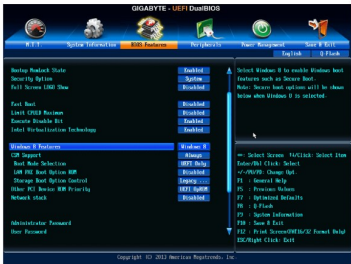 GIGABYTE - UEFI DualBIOS
M.I.T. System Information BIOS Features Peripherals Power Management Save & Exit
English Q-Flash
Bootup NumLock State Enabled
Security Option System
Full Screen LOGO Show Disabled
Fast Boot Disabled
Limit CPUID Maximum Disabled
Execute Disable Bit Enabled
Intel Virtualization Technology Enabled
Windows 8 Features Windows 8
CSM Support Always
Boot Mode Selection UEFI Only
LAN PXE Boot Option ROM Disabled
Storage Boot Option Control Legacy ...
Other PCI Device ROM Priority UEFI OpROM
Network stack Disabled
Administrator Password
User Password
Select Windows 8 to enable Windows boot
features such as Secure Boot.
Note: Secure boot options will be shown
below when Windows 8 is selected.
↔: Select Screen ↑↓/Click: Select Item
Enter/Dbl Click: Select
+/-/PU/PD: Change Opt.
F1 : General Help
F5 : Previous Values
F7 : Optimized Defaults
F8 : Q-Flash
F9 : System Information
F10 : Save & Exit
F12 : Print Screen(FAT16/32 Format Only)
ESC/Right Click: Exit
Copyright (C) 2013 American Megatrends, Inc.